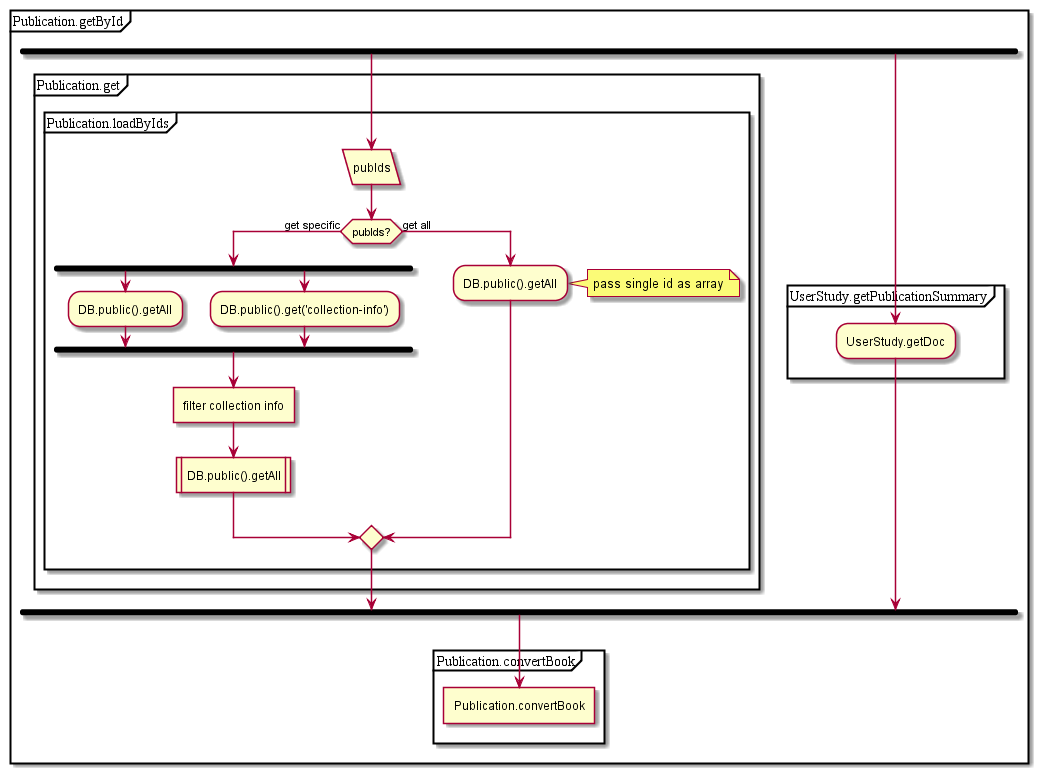 Publication.getById
Publication.get
Publication.loadByIds
pubIds
get specific
pubIds?
get all
DB.public().getAll
DB.public().get('collection-info')
DB.public().getAll
pass single id as array
UserStudy.getPublicationSummary
UserStudy.getDoc
filter collection info
DB.public().getAll
Publication.convertBook
Publication.convertBook